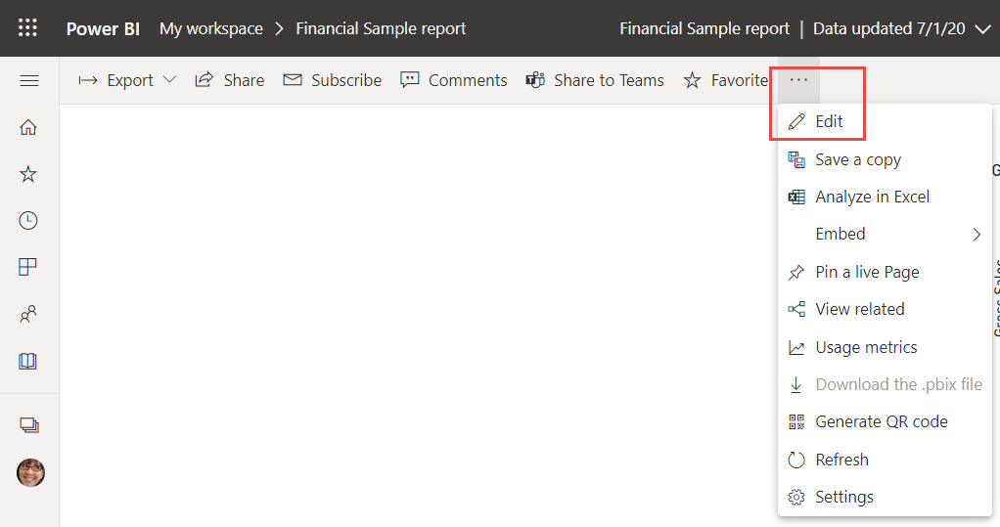 Power BI My workspace Financial Sample report Financial Sample report | Data updated 7/1/20
Export Share Subscribe Comments Share to Teams Favorite ...
Edit
Save a copy
Analyze in Excel
Embed
Pin a live Page
View related
Usage metrics
Download the .pbix file
Generate QR code
Refresh
Settings
G
Gross Sales